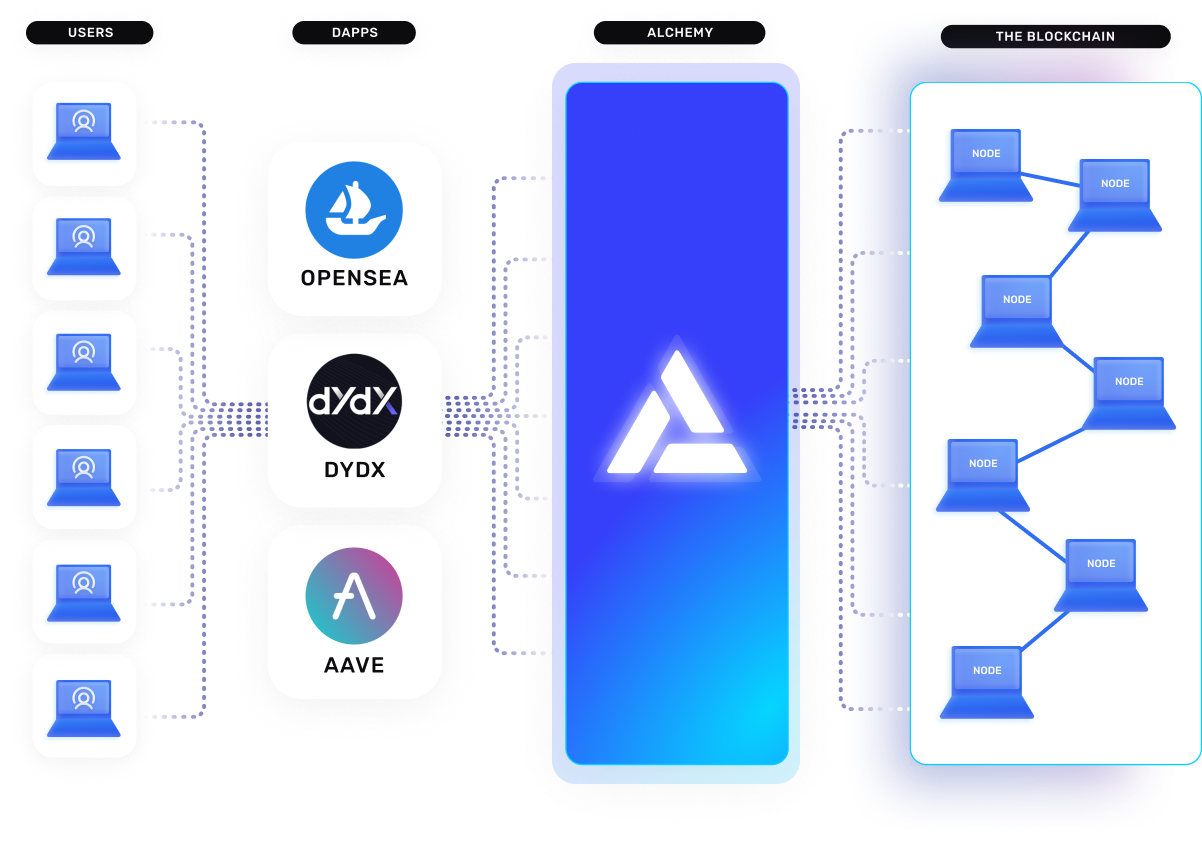 USERS
DAPPS
ALCHEMY
THE BLOCKCHAIN
OPENSEA
dYdX
DYDX
AAVE
NODE
NODE
NODE
NODE
NODE
NODE
NODE